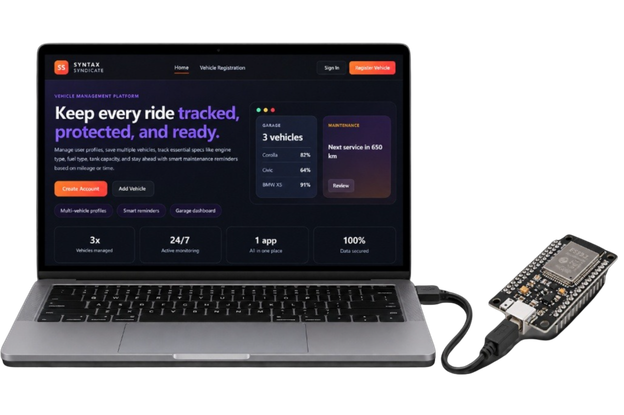 SS
SYNTAX
SYNDICATE
Home
Vehicle Registration
Sign In
Register Vehicle
VEHICLE MANAGEMENT PLATFORM
Keep every ride tracked,
protected, and ready.
Manage user profiles, save multiple vehicles, track essential specs like engine
type, fuel type, tank capacity, and stay ahead with smart maintenance reminders
based on mileage or time.
Create Account
Add Vehicle
Multi-vehicle profiles
Smart reminders
Garage dashboard
GARAGE
3 vehicles
Corolla 82%
Civic 64%
BMW X5 91%
MAINTENANCE
Next service in 650
km
Review
3x
Vehicles managed
24/7
Active monitoring
1 app
All in one place
100%
Data secured